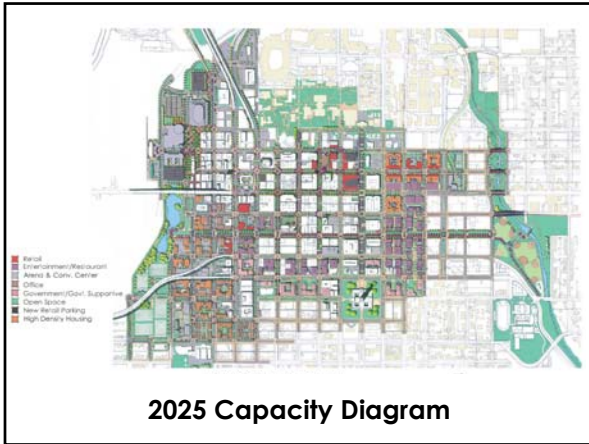 Retail
Entertainment/Restaurant
Arena & Conv. Center
Office
Government/Govt. Supportive
Open Space
New Retail Parking
High Density Housing
2025 Capacity Diagram